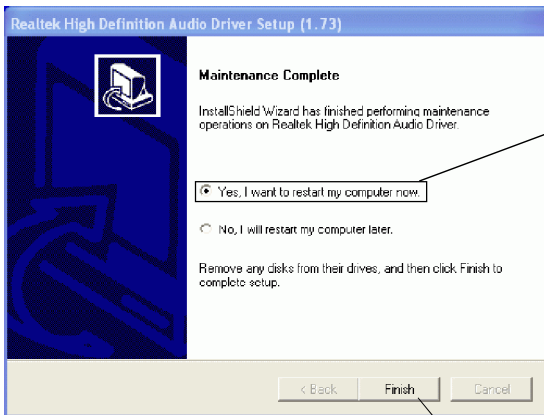 Realtek High Definition Audio Driver Setup (1.73)
Maintenance Complete
InstallShield Wizard has finished performing maintenance
operations on Realtek High Definition Audio Driver.
Yes, I want to restart my computer now.
No, I will restart my computer later.
Remove any disks from their drives, and then click Finish to
complete setup.
< Back Finish Cancel